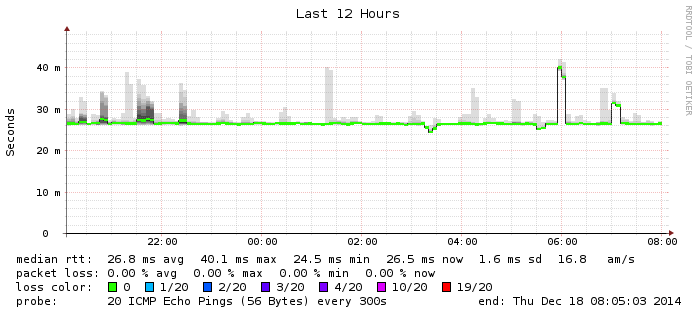 Last 12 Hours
RRDTOOL / TOBI OETIKER
Seconds
40 m
30 m
20 m
10 m
0
22:00 00:00 02:00 04:00 06:00 08:00
median rtt: 26.8 ms avg 40.1 ms max 24.5 ms min 26.5 ms now 1.6 ms sd 16.8 am/s
packet loss: 0.00 % avg 0.00 % max 0.00 % min 0.00 % now
loss color: 0 1/20 2/20 3/20 4/20 10/20 19/20
probe: 20 ICMP Echo Pings (56 Bytes) every 300s end: Thu Dec 18 08:05:03 2014